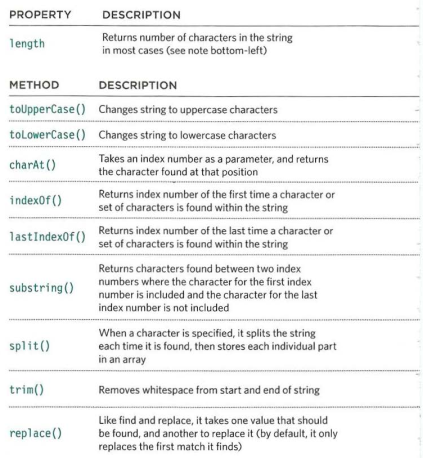 PROPERTY DESCRIPTION
length Returns number of characters in the string
in most cases (see note bottom-left)
METHOD DESCRIPTION
toUpperCase() Changes string to uppercase characters
toLowerCase() Changes string to lowercase characters
charAt() Takes an index number as a parameter, and returns
the character found at that position
indexOf() Returns index number of the first time a character or
set of characters is found within the string
lastIndexOf() Returns index number of the last time a character or
set of characters is found within the string
substring() Returns characters found between two index
numbers where the character for the first index
number is included and the character for the last
index number is not included
split() When a character is specified, it splits the string
each time it is found, then stores each individual part
in an array
trim() Removes whitespace from start and end of string
replace() Like find and replace, it takes one value that should
be found, and another to replace it (by default, it only
replaces the first match it finds)